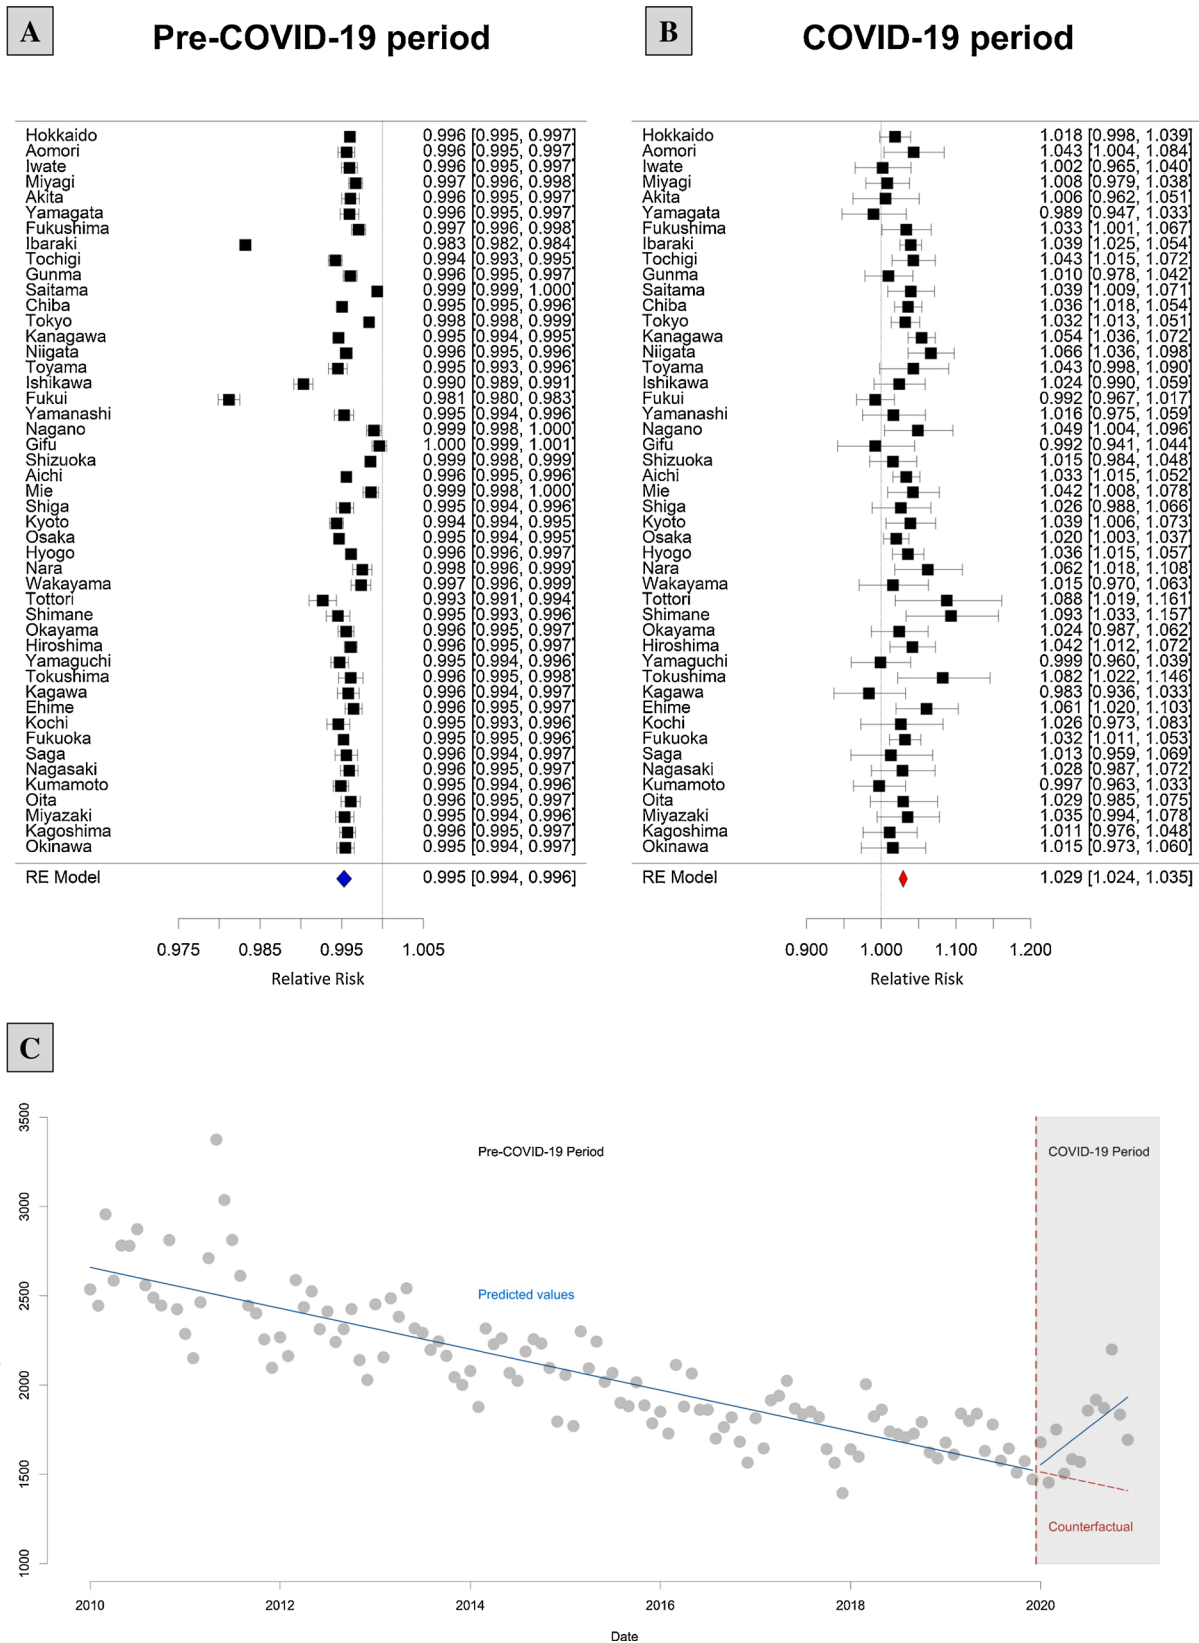 A Pre-COVID-19 period
Hokkaido 0.996 [0.995, 0.997]
Aomori 0.996 [0.995, 0.997]
Iwate 0.996 [0.995, 0.997]
Miyagi 0.997 [0.996, 0.998]
Akita 0.996 [0.995, 0.997]
Yamagata 0.996 [0.995, 0.997]
Fukushima 0.997 [0.996, 0.998]
Ibaraki 0.983 [0.982, 0.984]
Tochigi 0.994 [0.993, 0.995]
Gunma 0.996 [0.995, 0.997]
Saitama 0.999 [0.999, 1.000]
Chiba 0.995 [0.995, 0.996]
Tokyo 0.998 [0.998, 0.999]
Kanagawa 0.995 [0.994, 0.995]
Niigata 0.996 [0.995, 0.996]
Toyama 0.995 [0.993, 0.996]
Ishikawa 0.990 [0.989, 0.991]
Fukui 0.981 [0.980, 0.983]
Yamanashi 0.995 [0.994, 0.996]
Nagano 0.999 [0.998, 1.000]
Gifu 1.000 [0.999, 1.001]
Shizuoka 0.999 [0.998, 0.999]
Aichi 0.996 [0.995, 0.996]
Mie 0.999 [0.998, 1.000]
Shiga 0.995 [0.994, 0.996]
Kyoto 0.994 [0.994, 0.995]
Osaka 0.995 [0.994, 0.995]
Hyogo 0.996 [0.996, 0.997]
Nara 0.998 [0.996, 0.999]
Wakayama 0.997 [0.996, 0.999]
Tottori 0.993 [0.991, 0.994]
Shimane 0.995 [0.993, 0.996]
Okayama 0.996 [0.995, 0.997]
Hiroshima 0.996 [0.995, 0.997]
Yamaguchi 0.995 [0.994, 0.996]
Tokushima 0.996 [0.995, 0.998]
Kagawa 0.996 [0.994, 0.997]
Ehime 0.996 [0.995, 0.997]
Kochi 0.995 [0.993, 0.996]
Fukuoka 0.995 [0.995, 0.996]
Saga 0.996 [0.994, 0.997]
Nagasaki 0.996 [0.995, 0.997]
Kumamoto 0.995 [0.994, 0.996]
Oita 0.996 [0.995, 0.997]
Miyazaki 0.995 [0.994, 0.996]
Kagoshima 0.996 [0.995, 0.997]
Okinawa 0.995 [0.994, 0.997]
RE Model 0.995 [0.994, 0.996]
0.975 0.985 0.995 1.005
Relative Risk
B COVID-19 period
Hokkaido 1.018 [0.998, 1.039]
Aomori 1.043 [1.004, 1.084]
Iwate 1.002 [0.965, 1.040]
Miyagi 1.008 [0.979, 1.038]
Akita 1.006 [0.962, 1.051]
Yamagata 0.989 [0.947, 1.033]
Fukushima 1.033 [1.001, 1.067]
Ibaraki 1.039 [1.025, 1.054]
Tochigi 1.043 [1.015, 1.072]
Gunma 1.010 [0.978, 1.042]
Saitama 1.039 [1.009, 1.071]
Chiba 1.036 [1.018, 1.054]
Tokyo 1.032 [1.013, 1.051]
Kanagawa 1.054 [1.036, 1.072]
Niigata 1.066 [1.036, 1.098]
Toyama 1.043 [0.998, 1.090]
Ishikawa 1.024 [0.990, 1.059]
Fukui 0.992 [0.967, 1.017]
Yamanashi 1.016 [0.975, 1.059]
Nagano 1.049 [1.004, 1.096]
Gifu 0.992 [0.941, 1.044]
Shizuoka 1.015 [0.984, 1.048]
Aichi 1.033 [1.015, 1.052]
Mie 1.042 [1.008, 1.078]
Shiga 1.026 [0.988, 1.066]
Kyoto 1.039 [1.006, 1.073]
Osaka 1.020 [1.003, 1.037]
Hyogo 1.036 [1.015, 1.057]
Nara 1.062 [1.018, 1.108]
Wakayama 1.015 [0.970, 1.063]
Tottori 1.088 [1.019, 1.161]
Shimane 1.093 [1.033, 1.157]
Okayama 1.024 [0.987, 1.062]
Hiroshima 1.042 [1.012, 1.072]
Yamaguchi 0.999 [0.960, 1.039]
Tokushima 1.082 [1.022, 1.146]
Kagawa 0.983 [0.936, 1.033]
Ehime 1.061 [1.020, 1.103]
Kochi 1.026 [0.973, 1.083]
Fukuoka 1.032 [1.011, 1.053]
Saga 1.013 [0.959, 1.069]
Nagasaki 1.028 [0.987, 1.072]
Kumamoto 0.997 [0.963, 1.033]
Oita 1.029 [0.985, 1.075]
Miyazaki 1.035 [0.994, 1.078]
Kagoshima 1.011 [0.976, 1.048]
Okinawa 1.015 [0.973, 1.060]
RE Model 1.029 [1.024, 1.035]
0.900 1.000 1.100 1.200
Relative Risk
C
3500
3000
2500
2000
1500
1000
Pre-COVID-19 Period
COVID-19 Period
Predicted values
Counterfactual
2010 2012 2014 2016 2018 2020
Date